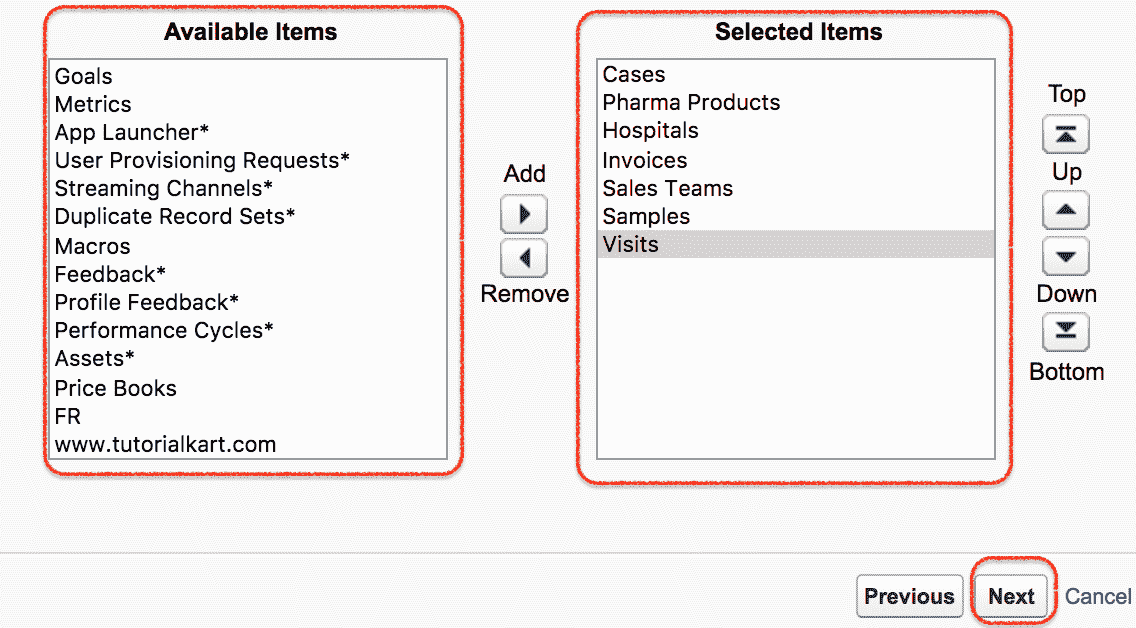 Available Items
Goals
Metrics
App Launcher*
User Provisioning Requests*
Streaming Channels*
Duplicate Record Sets*
Macros
Feedback*
Profile Feedback*
Performance Cycles*
Assets*
Price Books
FR
www.tutorialkart.com
Add
Remove
Selected Items
Cases
Pharma Products
Hospitals
Invoices
Sales Teams
Samples
Visits
Top
Up
Down
Bottom
Previous
Next
Cancel